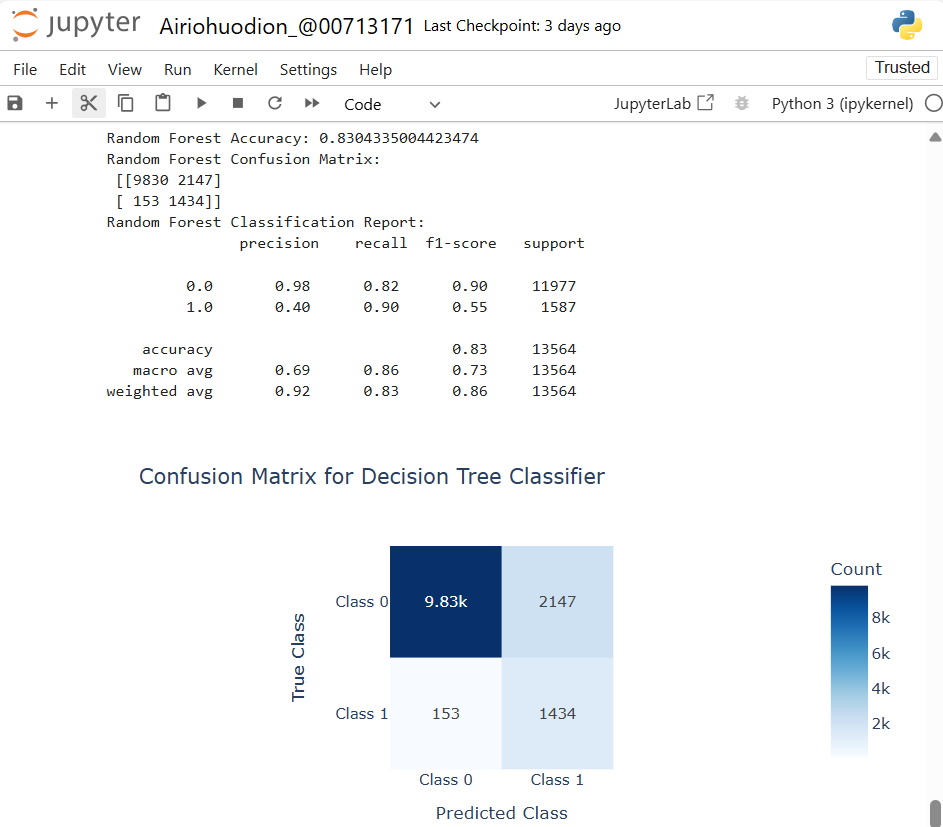 jupyter Airiohuodion_@00713171 Last Checkpoint: 3 days ago
File Edit View Run Kernel Settings Help Trusted
Code JupyterLab Python 3 (ipykernel)
Random Forest Accuracy: 0.8304335004423474
Random Forest Confusion Matrix:
[[9830 2147]
[ 153 1434]]
Random Forest Classification Report:
precision recall f1-score support
0.0 0.98 0.82 0.90 11977
1.0 0.40 0.90 0.55 1587
accuracy 0.83 13564
macro avg 0.69 0.86 0.73 13564
weighted avg 0.92 0.83 0.86 13564
Confusion Matrix for Decision Tree Classifier
Count
8k
6k
4k
2k
True Class
Class 0 9.83k 2147
Class 1 153 1434
Class 0 Class 1
Predicted Class